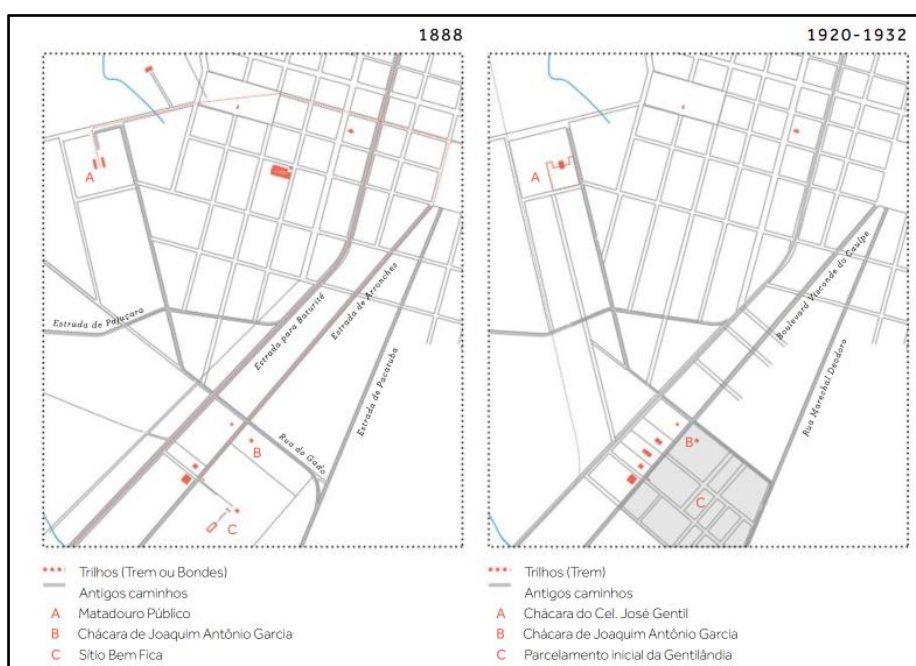 1888
A
Estrada de Pajuçara
Estrada para Baturité
Estrada de Arronches
Estrada de Pacatuba
Rua do Gado
B
C
Trilhos (Trem ou Bondes)
Antigos caminhos
A Matadouro Público
B Chácara de Joaquim Antônio Garcia
C Sítio Bem Fica
1920-1932
A
Boulevard Visconde do Cauípe
Rua Marechal Deodoro
B
C
Trilhos (Trem)
Antigos caminhos
A Chácara do Cel. José Gentil
B Chácara de Joaquim Antônio Garcia
C Parcelamento inicial da Gentilândia